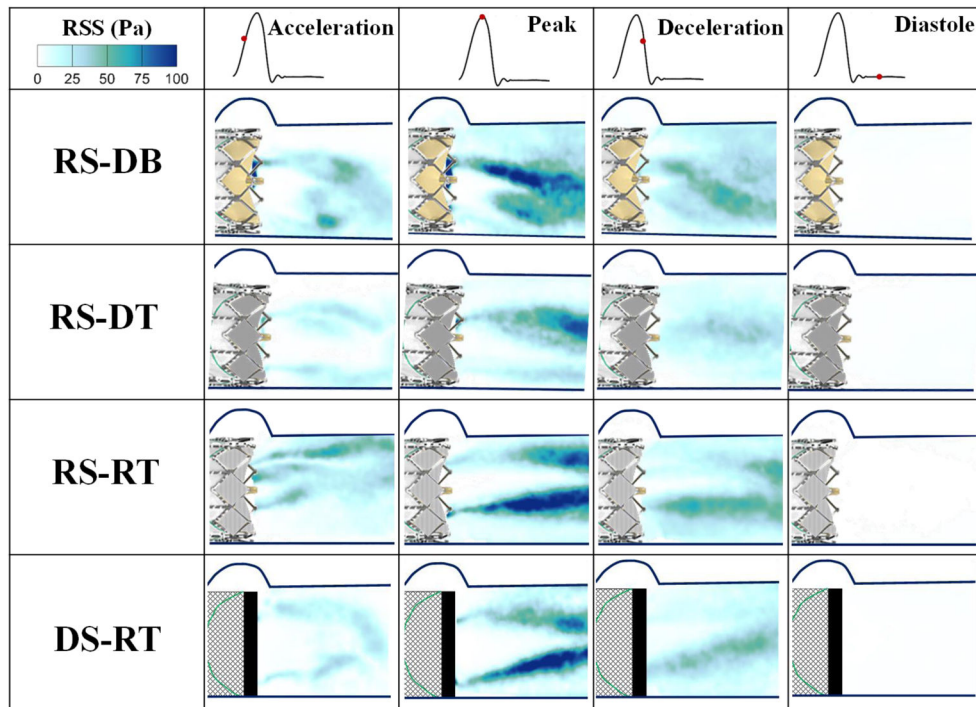 RSS (Pa)
0 25 50 75 100
Acceleration
Peak
Deceleration
Diastole
RS-DB
RS-DT
RS-RT
DS-RT